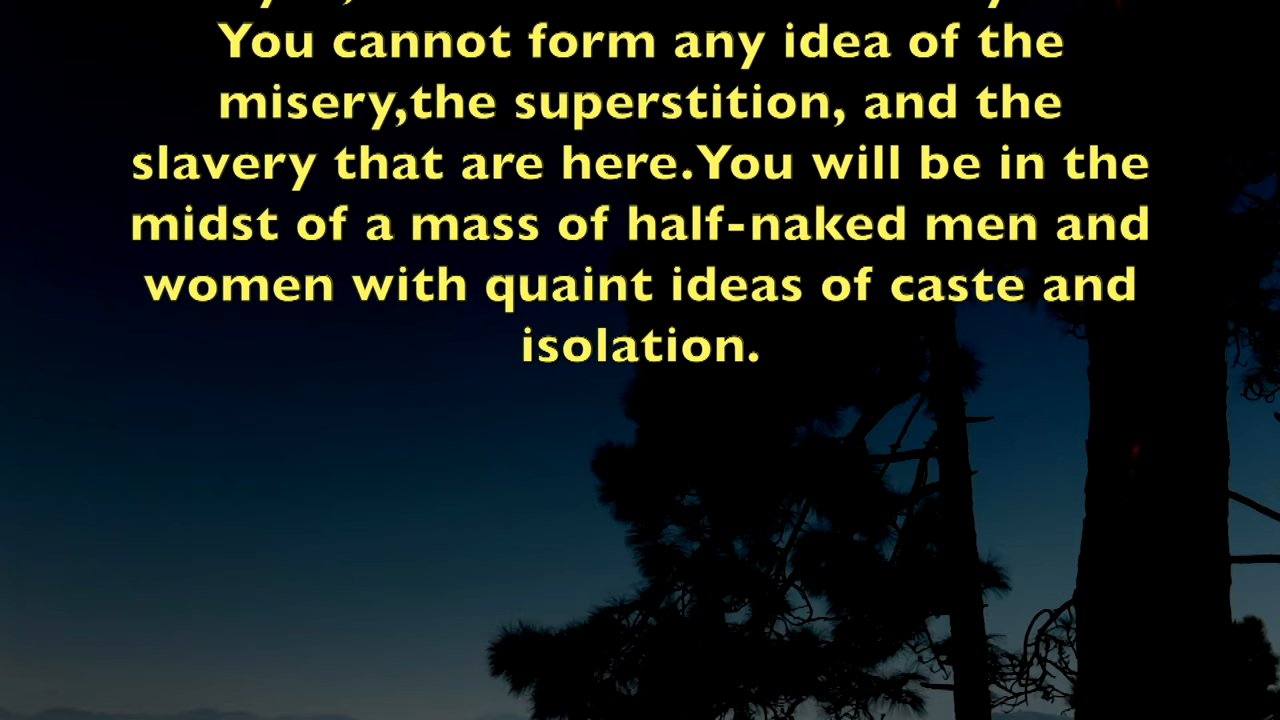 You cannot form any idea of the
misery,the superstition, and the
slavery that are here.You will be in the
midst of a mass of half-naked men and
women with quaint ideas of caste and
isolation.